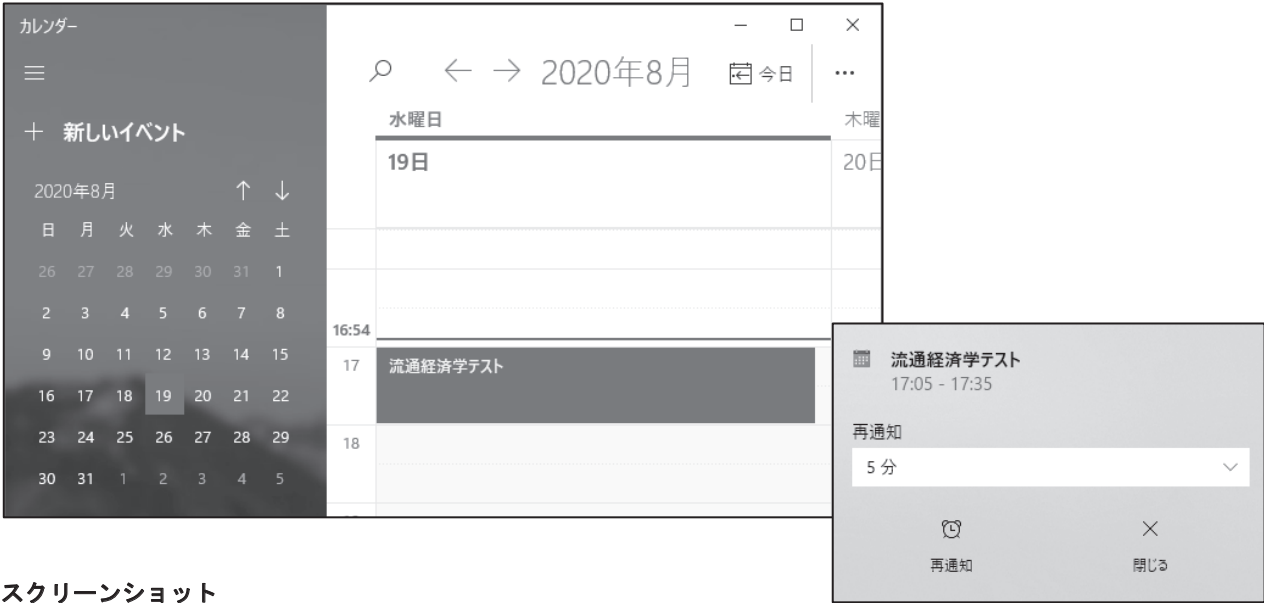 カレンダー
+ 新しいイベント
2020年8月 ↑ ↓
日 月 火 水 木 金 土
26 27 28 29 30 31 1
2 3 4 5 6 7 8
9 10 11 12 13 14 15
16 17 18 19 20 21 22
23 24 25 26 27 28 29
30 31 1 2 3 4 5
← → 2020年8月 今日 …
水曜日 木曜
19日 20日
16:54
17 流通経済学テスト
18
流通経済学テスト
17:05 - 17:35
再通知
5 分
再通知 閉じる
スクリーンショット